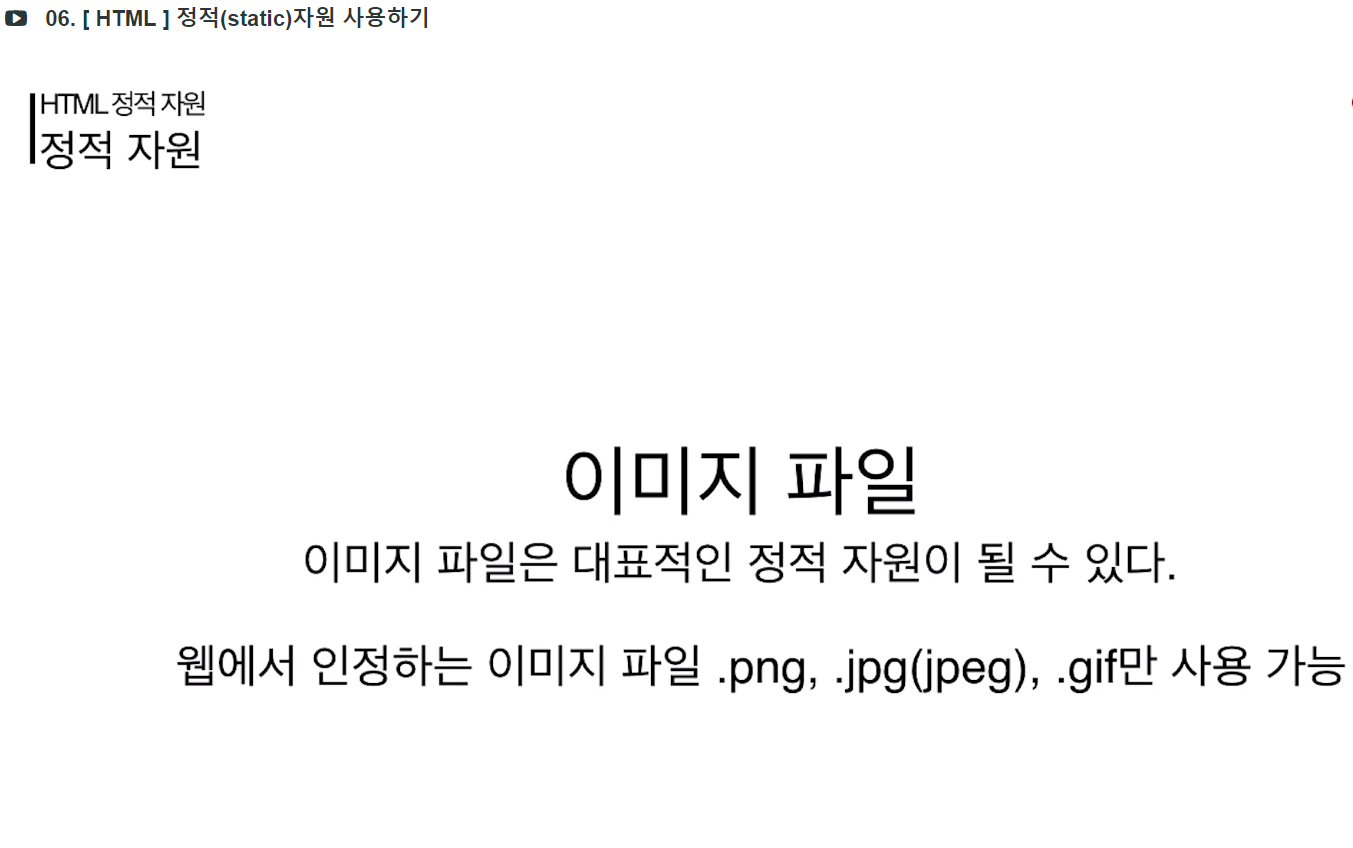 06. [ HTML ] 정적(static)자원 사용하기
HTML 정적 자원
정적 자원
이미지 파일
이미지 파일은 대표적인 정적 자원이 될 수 있다.
웹에서 인정하는 이미지 파일 .png, .jpg(jpeg), .gif만 사용 가능